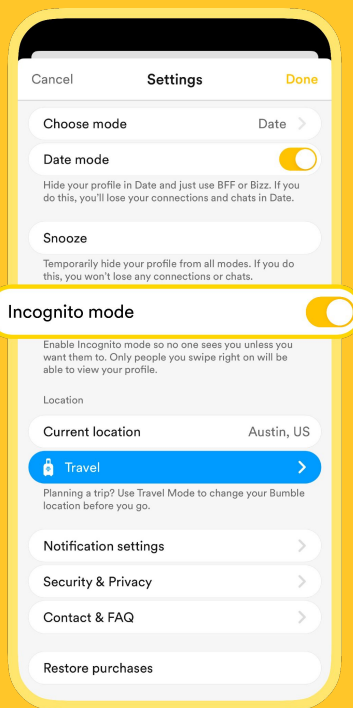 Cancel Settings Done
Choose mode Date
Date mode
Hide your profile in Date and just use BFF or Bizz. If you
do this, you'll lose your connections and chats in Date.
Snooze
Temporarily hide your profile from all modes. If you do
this, you won't lose any connections or chats.
Incognito mode
Enable Incognito mode so no one sees you unless you
want them to. Only people you swipe right on will be
able to view your profile.
Location
Current location Austin, US
Travel
Planning a trip? Use Travel Mode to change your Bumble
location before you go.
Notification settings
Security & Privacy
Contact & FAQ
Restore purchases